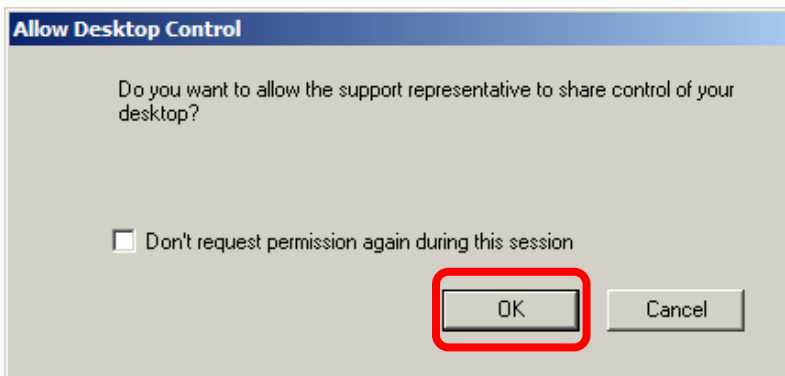 Allow Desktop Control
Do you want to allow the support representative to share control of your
desktop?
Don't request permission again during this session
OK
Cancel